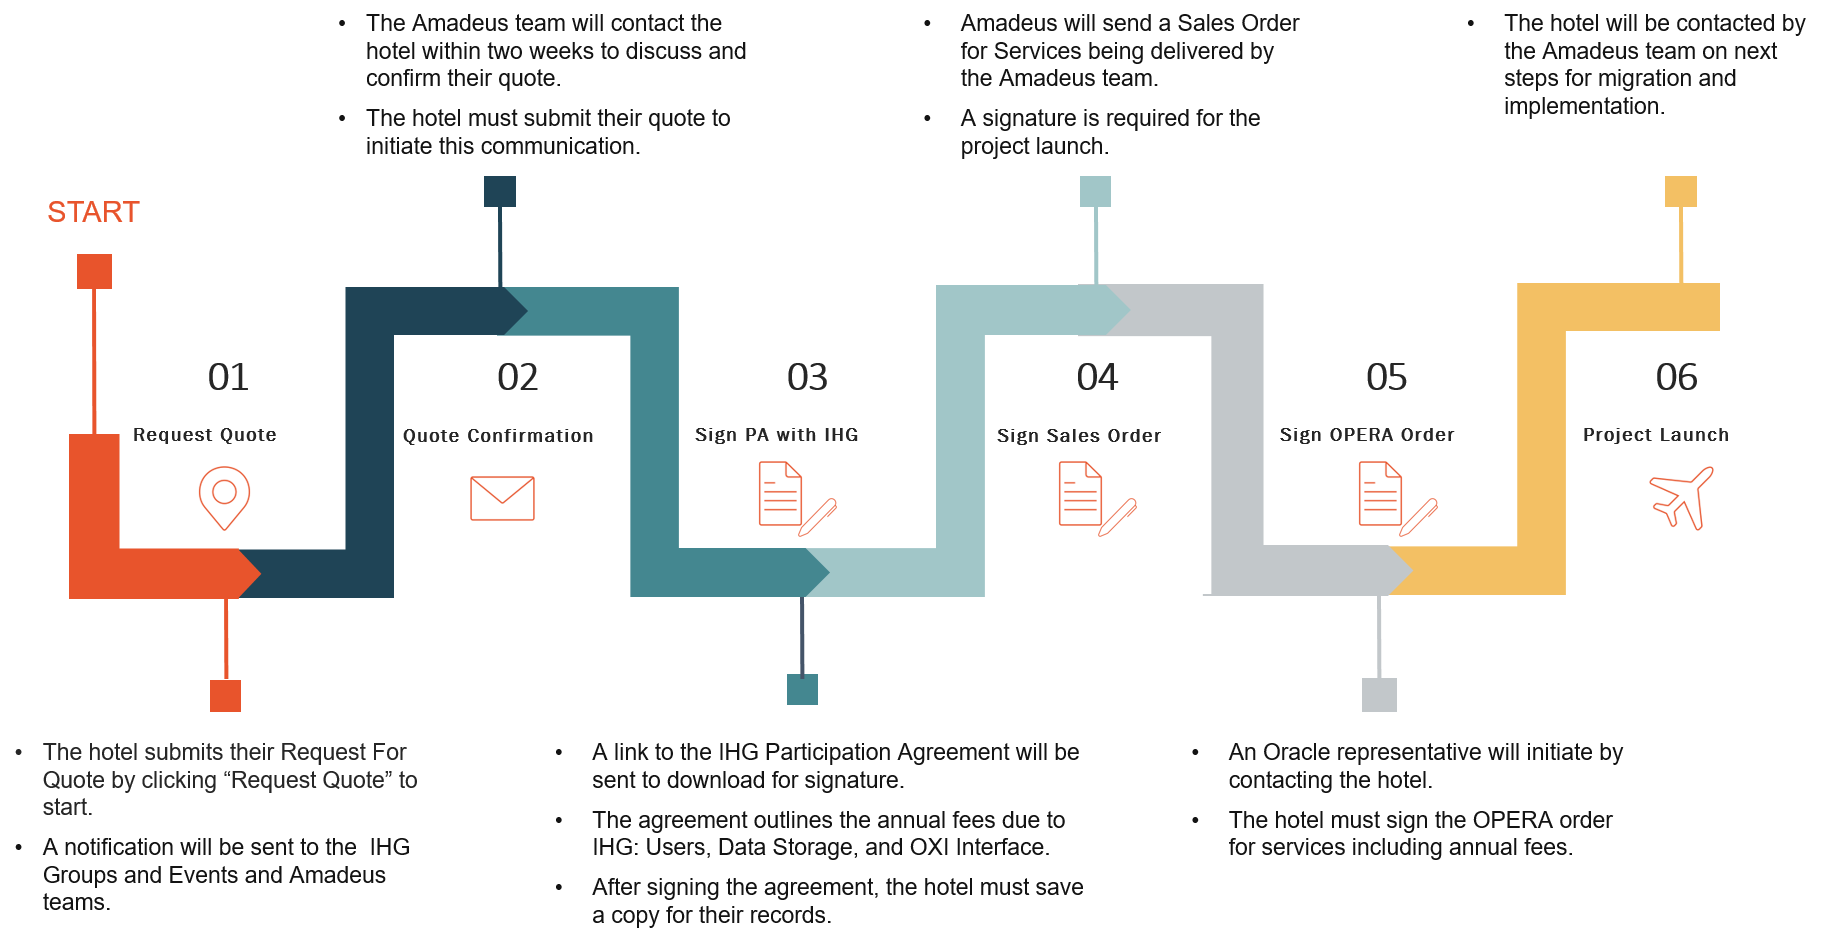 • The Amadeus team will contact the
hotel within two weeks to discuss and
confirm their quote.
• The hotel must submit their quote to
initiate this communication.
• Amadeus will send a Sales Order
for Services being delivered by
the Amadeus team.
• A signature is required for the
project launch.
• The hotel will be contacted by
the Amadeus team on next
steps for migration and
implementation.
START
01
Request Quote
02
Quote Confirmation
03
Sign PA with IHG
04
Sign Sales Order
05
Sign OPERA Order
06
Project Launch
• The hotel submits their Request For
Quote by clicking “Request Quote” to
start.
• A notification will be sent to the  IHG
Groups and Events and Amadeus
teams.
• A link to the IHG Participation Agreement will be
sent to download for signature.
• The agreement outlines the annual fees due to
IHG: Users, Data Storage, and OXI Interface.
• After signing the agreement, the hotel must save
a copy for their records.
• An Oracle representative will initiate by
contacting the hotel.
• The hotel must sign the OPERA order
for services including annual fees.